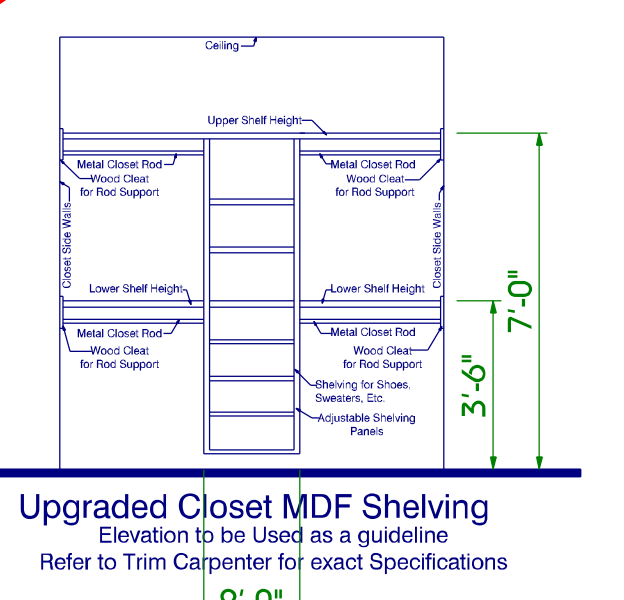 Ceiling
Upper Shelf Height
Metal Closet Rod
Wood Cleat
for Rod Support
Metal Closet Rod
Wood Cleat
for Rod Support
Closet Side Walls
Closet Side Walls
7'-0"
Lower Shelf Height
Lower Shelf Height
Metal Closet Rod
Wood Cleat
for Rod Support
Metal Closet Rod
Wood Cleat
for Rod Support
3'-6"
Shelving for Shoes,
Sweaters, Etc.
Adjustable Shelving
Panels
Upgraded Closet MDF Shelving
Elevation to be Used as a guideline
Refer to Trim Carpenter for exact Specifications